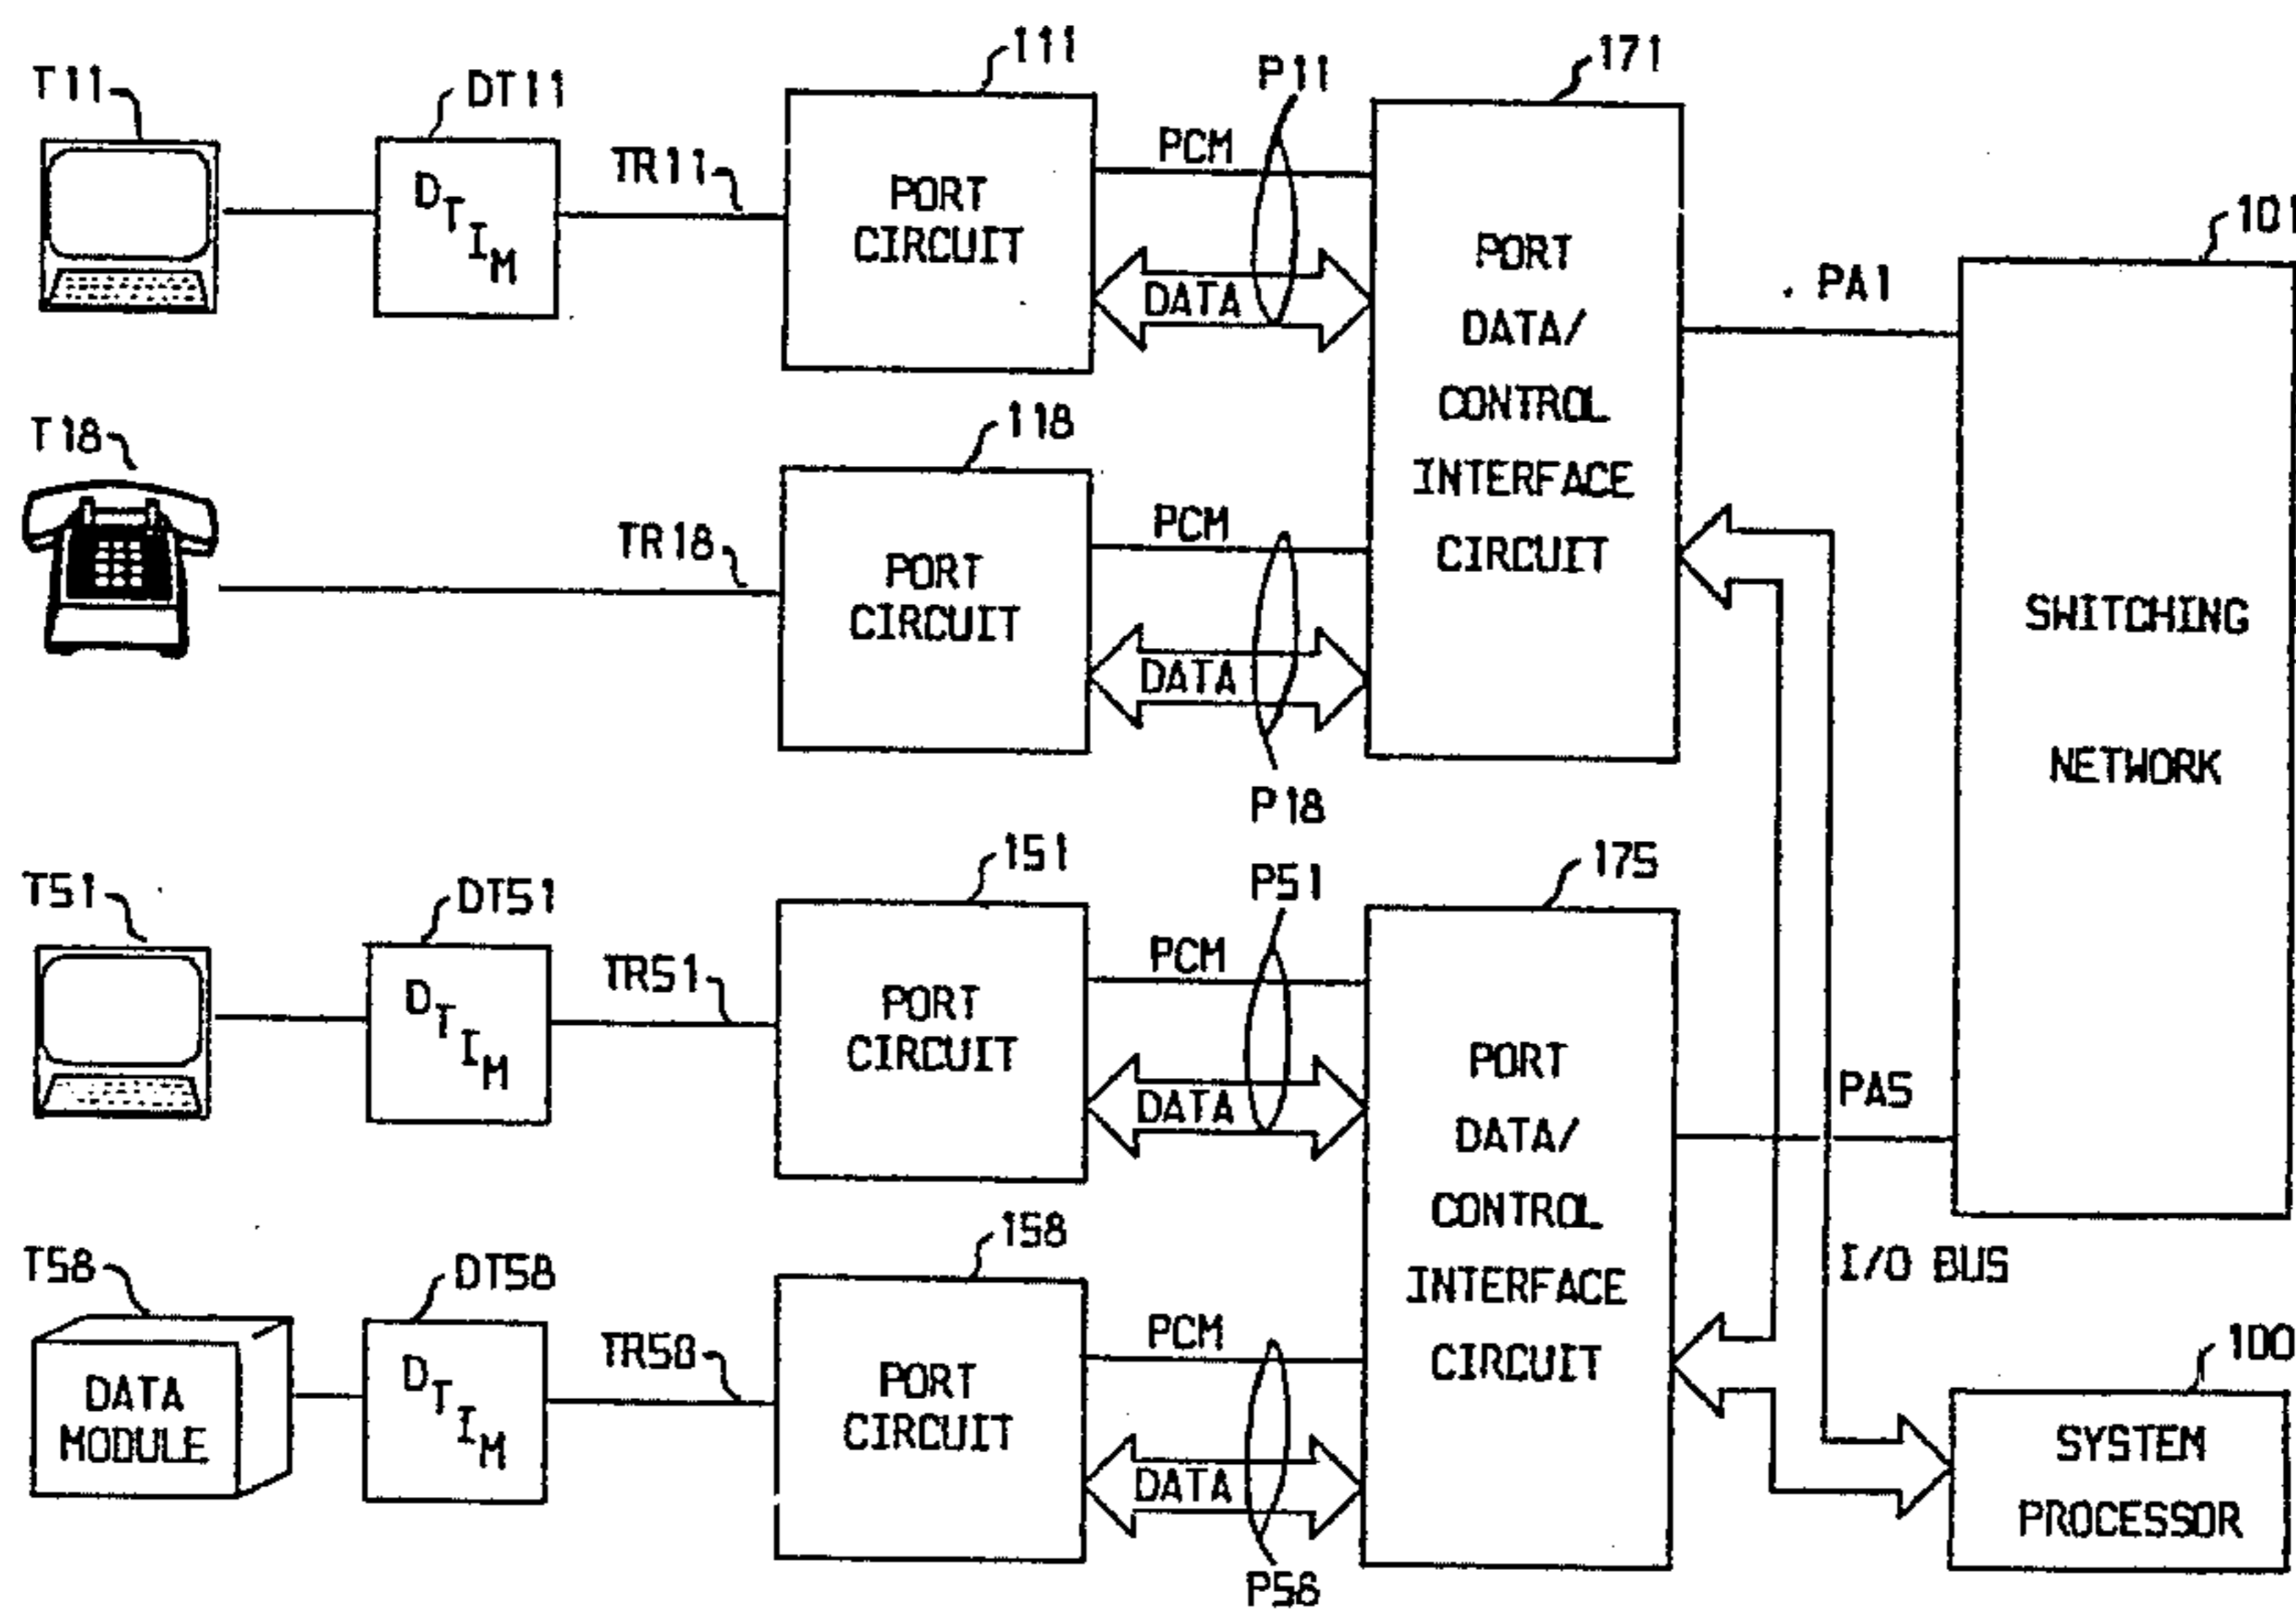 111
P11
171
T11
DT11
PCM
TR11
DTIM
PORT
CIRCUIT
DATA
PORT
DATA/
CONTROL
INTERFACE
CIRCUIT
101
PA1
T18
118
TR18
PCM
PORT
CIRCUIT
DATA
P18
SWITCHING
NETWORK
T51
DT51
151
P51
175
TR51
PCM
DTIM
PORT
CIRCUIT
DATA
PORT
DATA/
CONTROL
INTERFACE
CIRCUIT
PA5
I/O BUS
T58
DT58
158
DATA
MODULE
DTIM
TR58
PCM
PORT
CIRCUIT
DATA
P58
100
SYSTEM
PROCESSOR